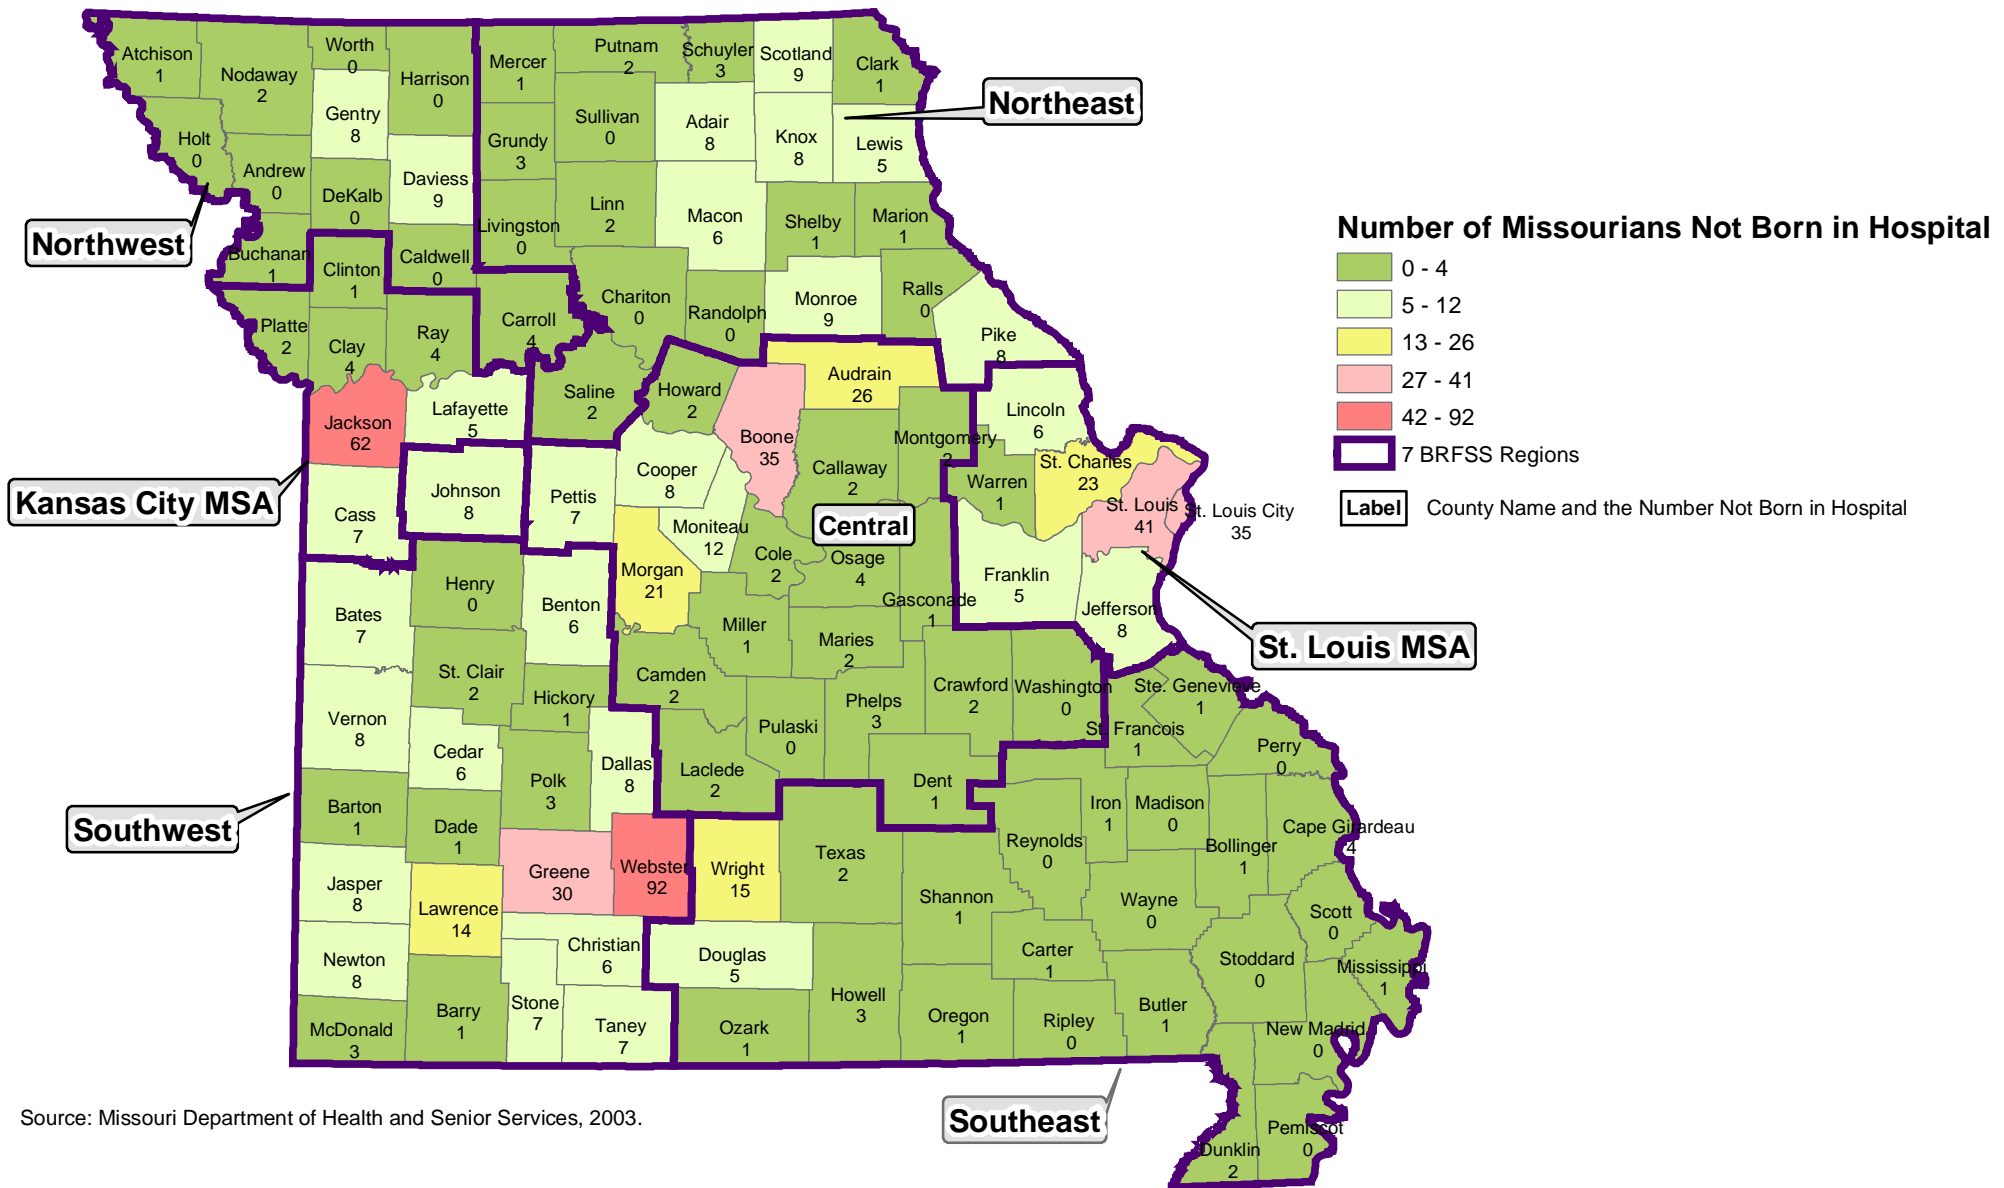 Atchison
1
Nodaway
2
Worth
0
Harrison
0
Mercer
1
Putnam
2
Schuyler
3
Scotland
9
Clark
1
Northeast
Holt
0
Gentry
8
Andrew
0
DeKalb
0
Daviess
9
Grundy
3
Sullivan
0
Adair
8
Knox
8
Lewis
5
Northwest
Buchanan
1
Clinton
1
Caldwell
0
Livingston
0
Linn
2
Macon
6
Shelby
1
Marion
1
Number of Missourians Not Born in Hospital
0 - 4
5 - 12
13 - 26
27 - 41
42 - 92
7 BRFSS Regions
Label
County Name and the Number Not Born in Hospital
Platte
2
Clay
4
Ray
4
Carroll
4
Chariton
0
Randolph
0
Monroe
9
Ralls
0
Pike
8
Jackson
62
Lafayette
5
Saline
2
Howard
2
Boone
35
Audrain
26
Callaway
2
Montgomery
2
Lincoln
6
Warren
1
St. Charles
23
St. Louis
41
St. Louis City
35
Kansas City MSA
Cass
7
Johnson
8
Pettis
7
Cooper
8
Moniteau
12
Central
Morgan
21
Cole
2
Osage
4
Gasconade
1
Franklin
5
Jefferson
8
St. Louis MSA
Bates
7
Henry
0
Benton
6
Miller
1
Maries
2
Camden
2
St. Clair
2
Hickory
1
Vernon
8
Cedar
6
Polk
3
Dallas
8
Laclede
2
Pulaski
0
Phelps
3
Crawford
2
Washington
0
Dent
1
Ste. Genevieve
1
St. Francois
1
Perry
0
Southwest
Barton
1
Dade
1
Greene
30
Webster
92
Wright
15
Texas
2
Reynolds
0
Iron
1
Madison
0
Bollinger
1
Cape Girardeau
4
Jasper
8
Lawrence
14
Christian
6
Douglas
5
Shannon
1
Wayne
0
Scott
0
Newton
8
Stone
7
Taney
7
Ozark
1
Howell
3
Oregon
1
Carter
1
Ripley
0
Butler
1
Stoddard
0
Mississippi
1
McDonald
3
Barry
1
New Madrid
0
Pemiscot
0
Dunklin
2
Southeast
Source: Missouri Department of Health and Senior Services, 2003.